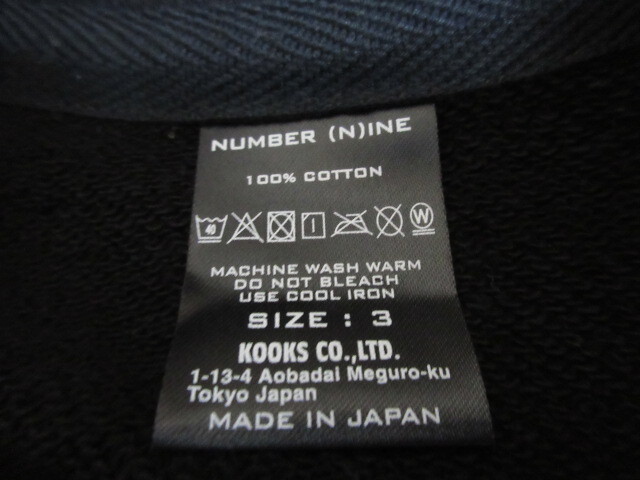 NUMBER (N)INE
100% COTTON
40 W
MACHINE WASH WARM
DO NOT BLEACH
USE COOL IRON
SIZE : 3
KOOKS CO.,LTD.
1-13-4 Aobadai Meguro-ku
Tokyo Japan
MADE IN JAPAN